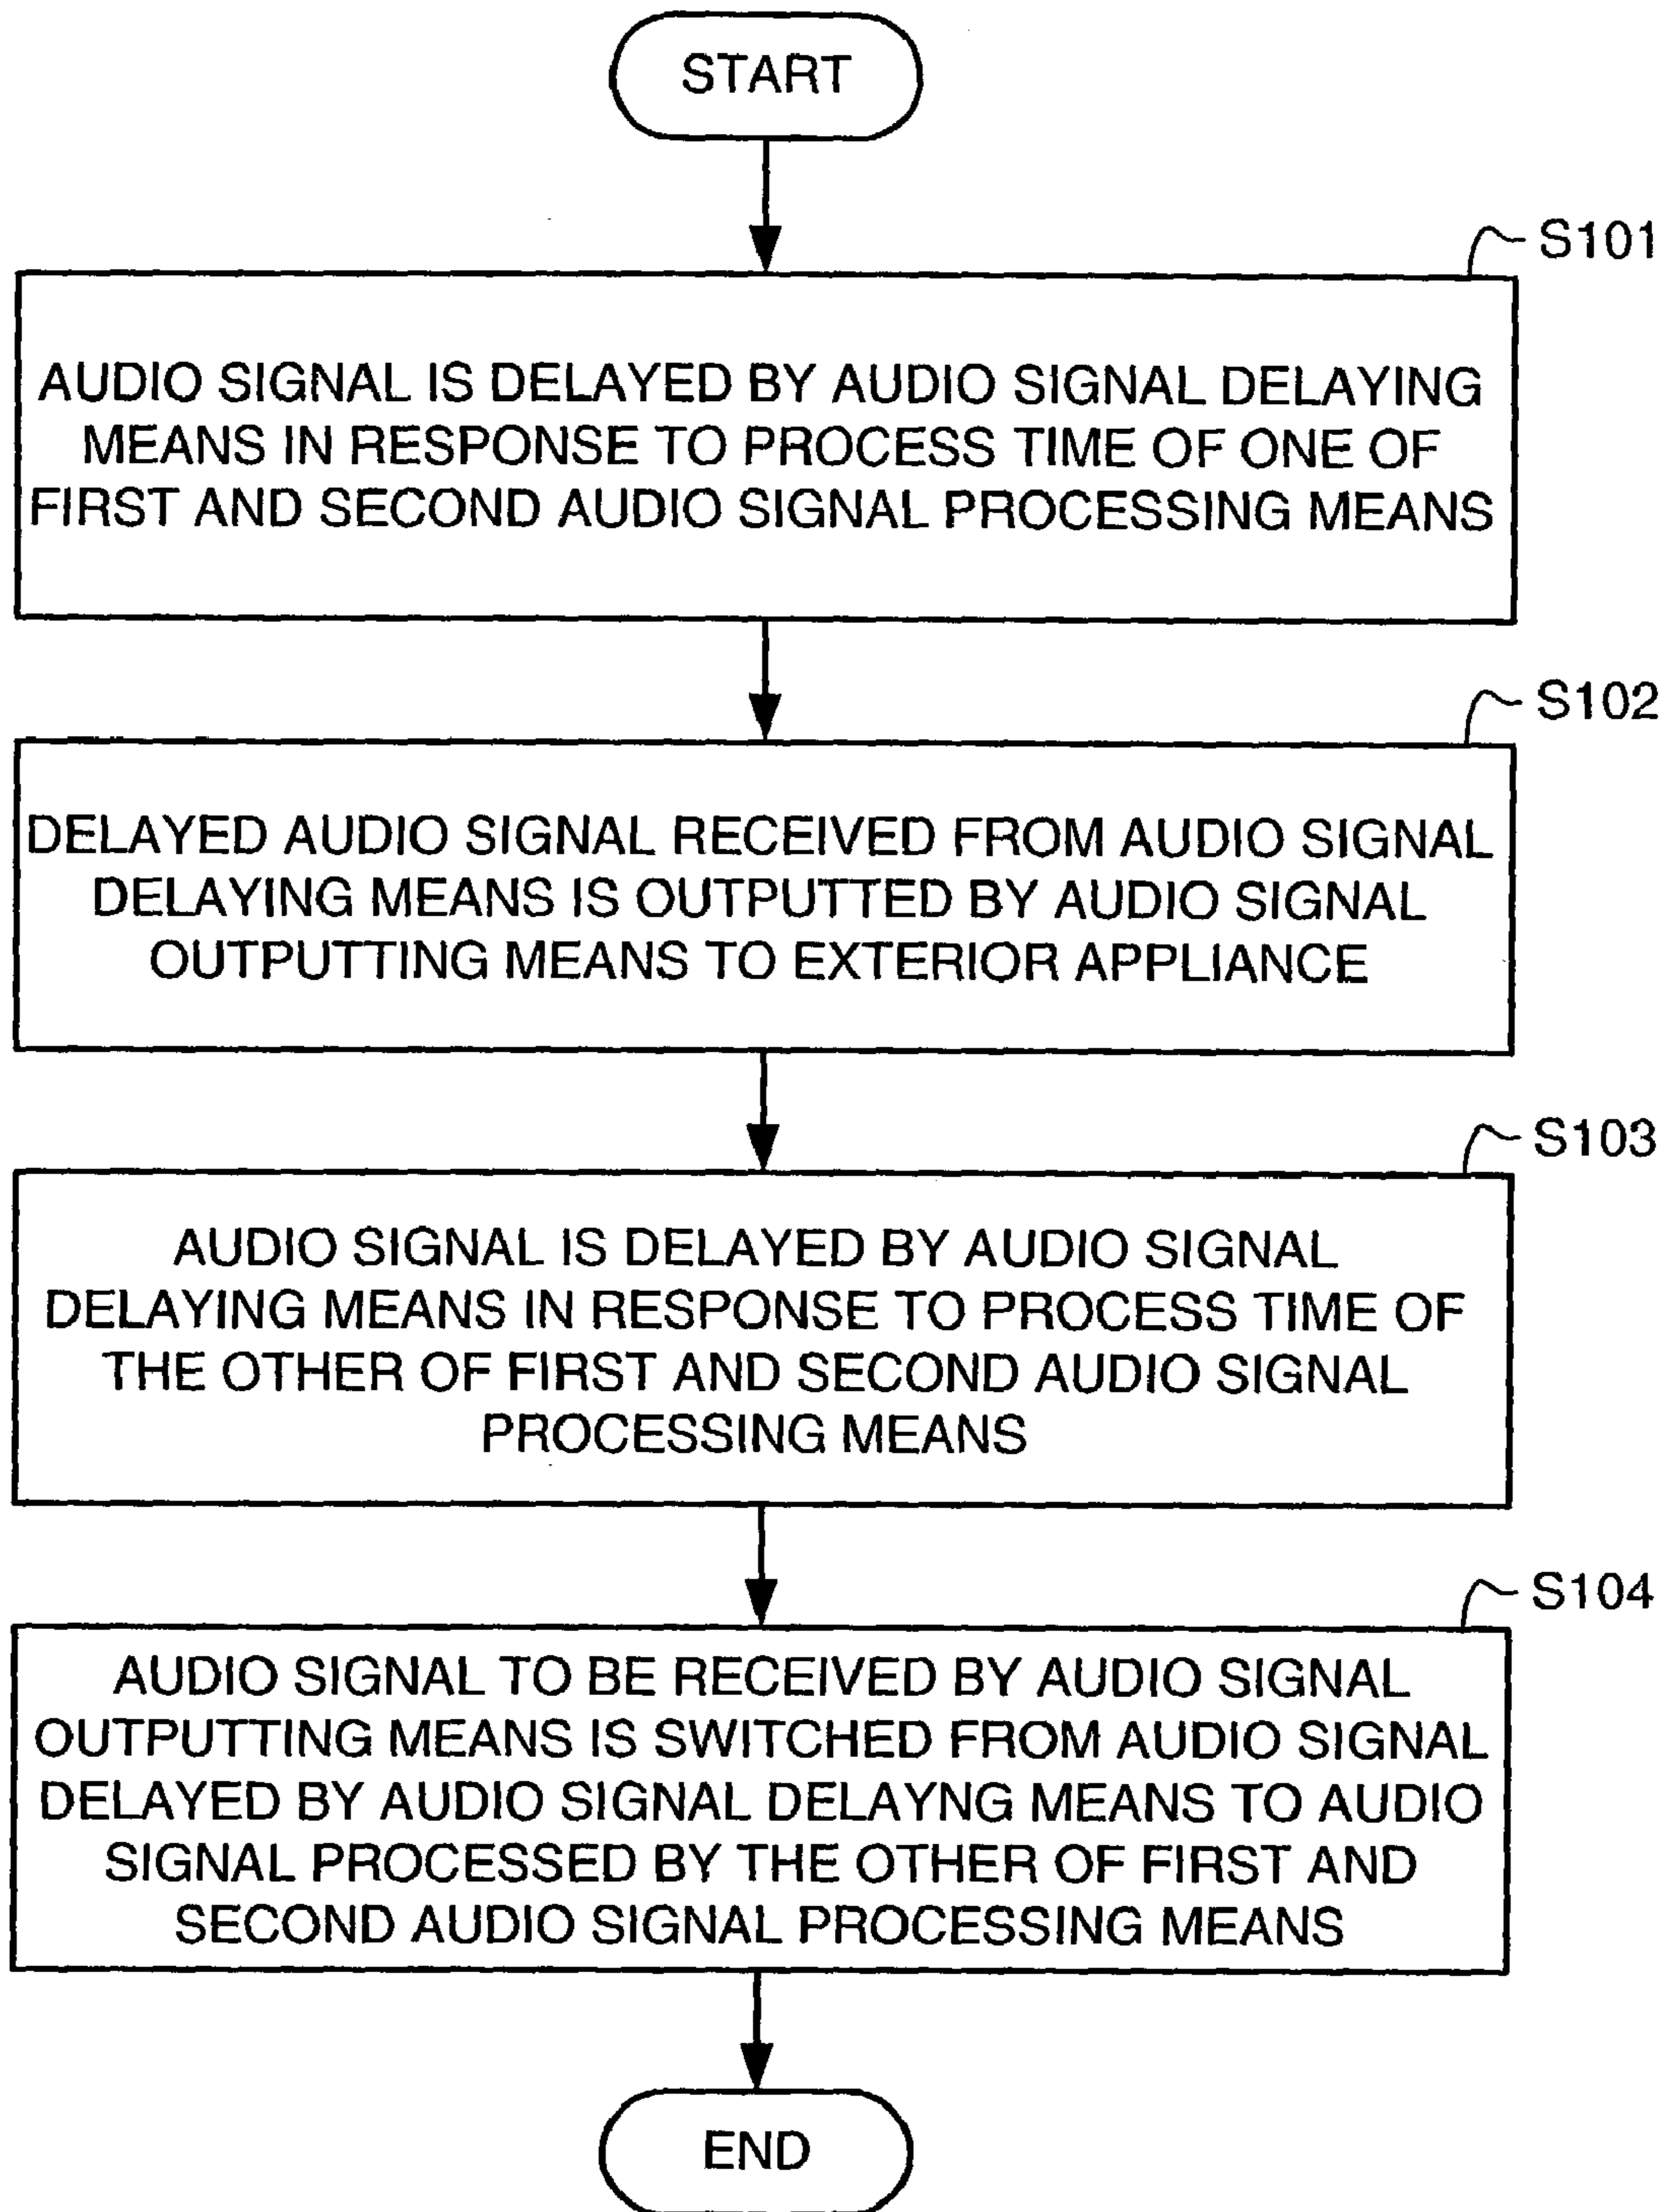 START
S101
AUDIO SIGNAL IS DELAYED BY AUDIO SIGNAL DELAYING
MEANS IN RESPONSE TO PROCESS TIME OF ONE OF
FIRST AND SECOND AUDIO SIGNAL PROCESSING MEANS
S102
DELAYED AUDIO SIGNAL RECEIVED FROM AUDIO SIGNAL
DELAYING MEANS IS OUTPUTTED BY AUDIO SIGNAL
OUTPUTTING MEANS TO EXTERIOR APPLIANCE
S103
AUDIO SIGNAL IS DELAYED BY AUDIO SIGNAL
DELAYING MEANS IN RESPONSE TO PROCESS TIME OF
THE OTHER OF FIRST AND SECOND AUDIO SIGNAL
PROCESSING MEANS
S104
AUDIO SIGNAL TO BE RECEIVED BY AUDIO SIGNAL
OUTPUTTING MEANS IS SWITCHED FROM AUDIO SIGNAL
DELAYED BY AUDIO SIGNAL DELAYNG MEANS TO AUDIO
SIGNAL PROCESSED BY THE OTHER OF FIRST AND
SECOND AUDIO SIGNAL PROCESSING MEANS
END